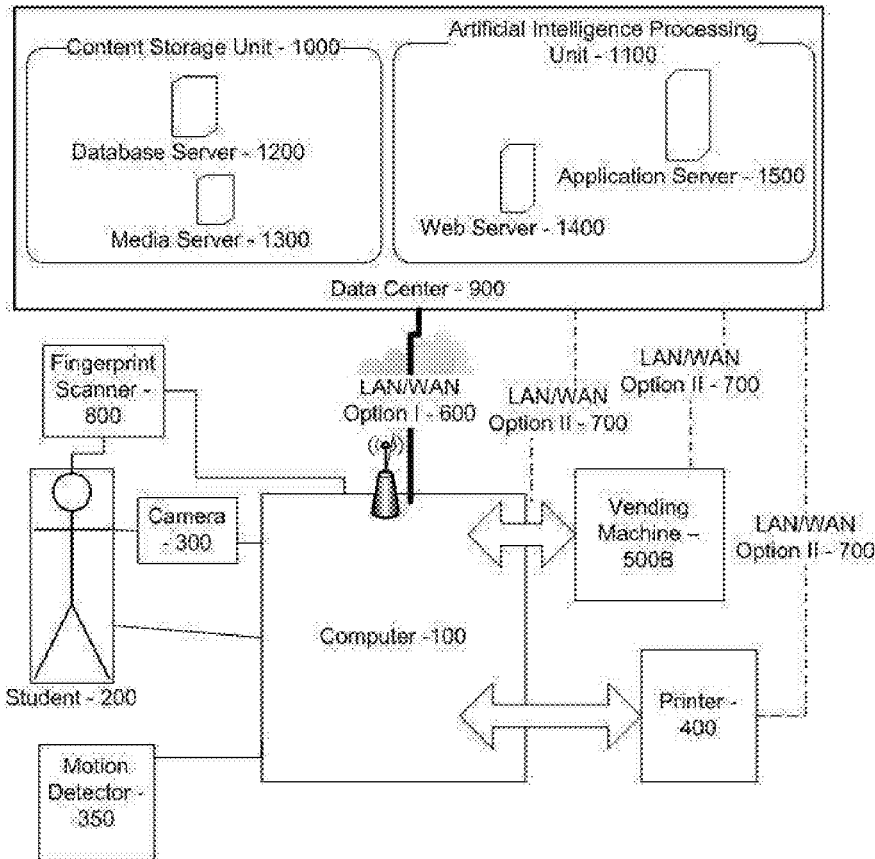 Content Storage Unit - 1000
Artificial Intelligence Processing
Unit - 1100
Database Server - 1200
Media Server - 1300
Application Server - 1500
Web Server - 1400
Data Center - 900
Fingerprint
Scanner -
800
LAN/WAN
Option I - 600
LAN/WAN
Option II - 700
LAN/WAN
Option II - 700
LAN/WAN
Option II - 700
Camera
- 300
Vending
Machine –
500B
Computer -100
Student - 200
Printer -
400
Motion
Detector -
350